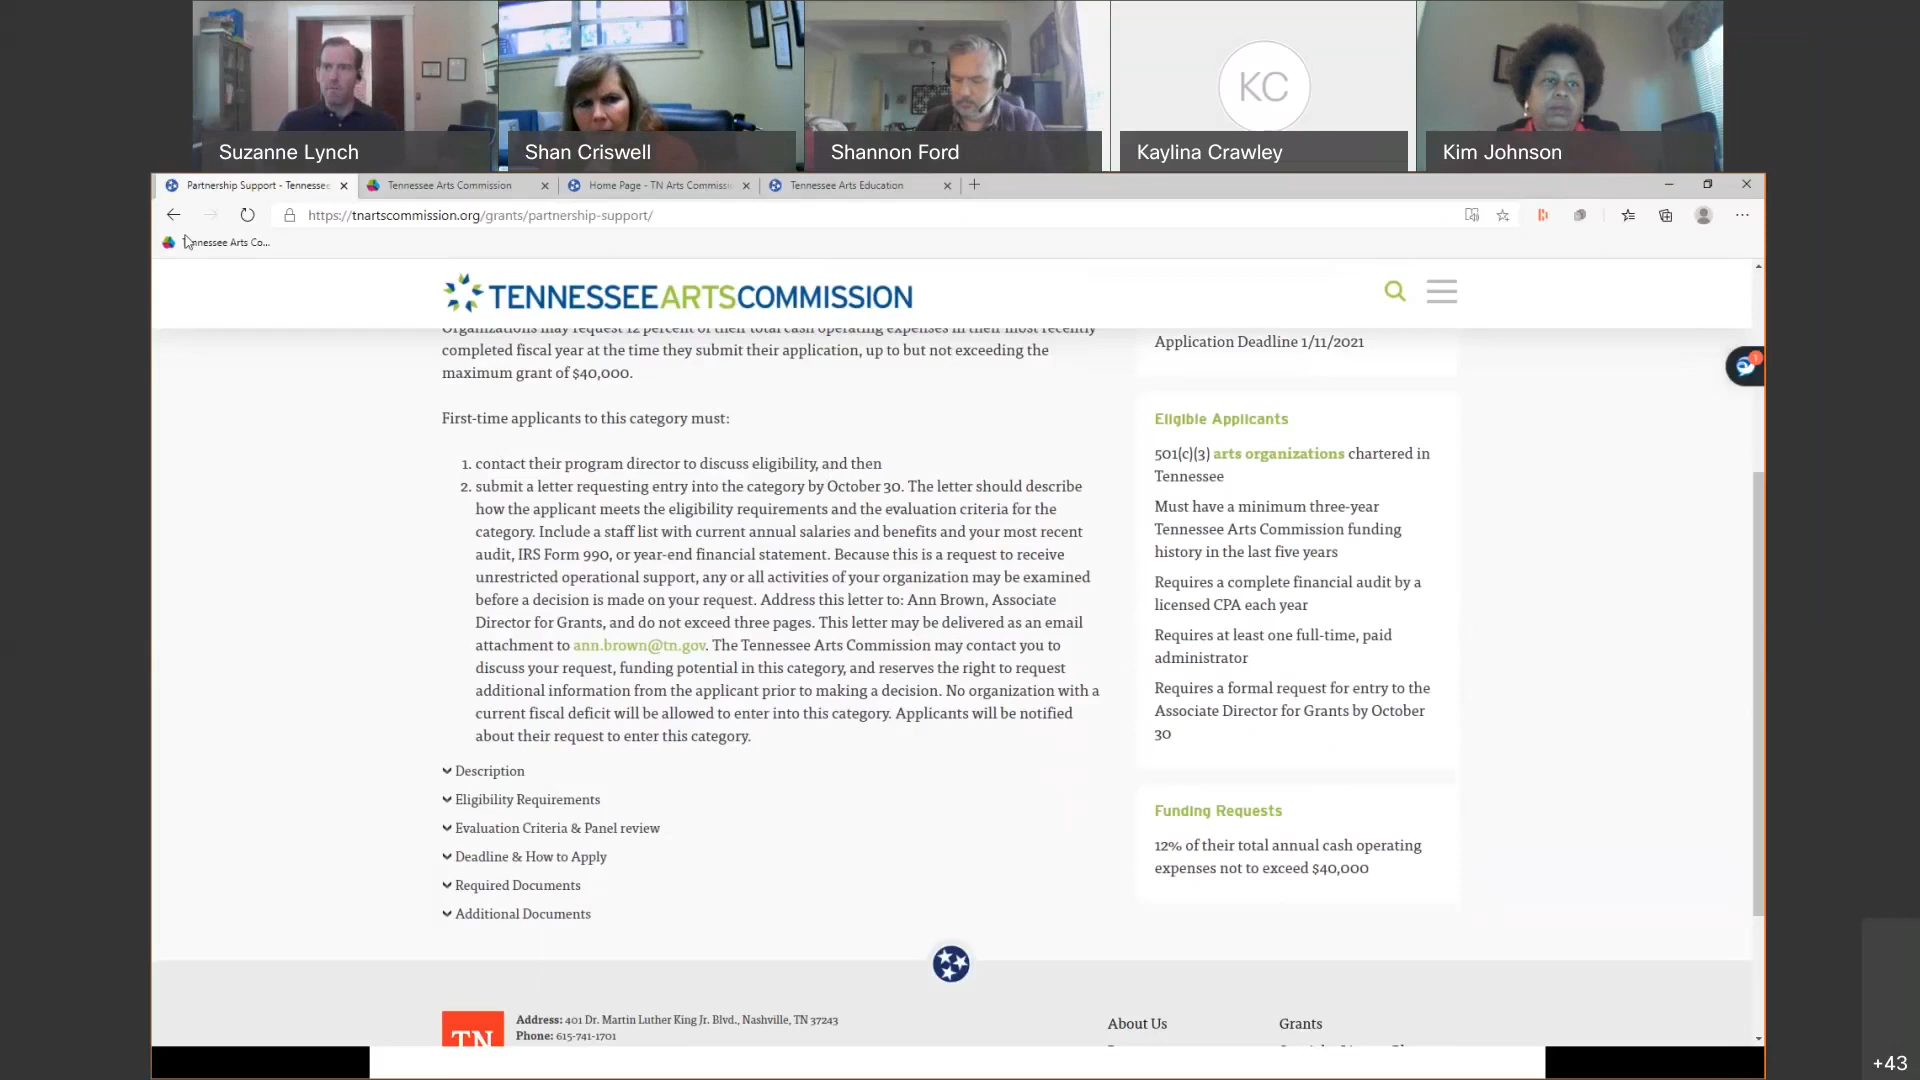 KC
Suzanne Lynch
Shan Criswell
Shannon Ford
Kaylina Crawley
Kim Johnson
Partnership Support - Tennessee
Tennessee Arts Commission
Home Page - TN Arts Commissi
Tennessee Arts Education
https://tnartscommission.org/grants/partnership-support/
Tennessee Arts Co...
TENNESSEEARTSCOMMISSION
Organizations may request 12 percent of their total cash operating expenses in their most recently
completed fiscal year at the time they submit their application, up to but not exceeding the
maximum grant of $40,000.
First-time applicants to this category must:
1. contact their program director to discuss eligibility, and then
2. submit a letter requesting entry into the category by October 30. The letter should describe
how the applicant meets the eligibility requirements and the evaluation criteria for the
category. Include a staff list with current annual salaries and benefits and your most recent
audit, IRS Form 990, or year-end financial statement. Because this is a request to receive
unrestricted operational support, any or all activities of your organization may be examined
before a decision is made on your request. Address this letter to: Ann Brown, Associate
Director for Grants, and do not exceed three pages. This letter may be delivered as an email
attachment to ann.brown@tn.gov. The Tennessee Arts Commission may contact you to
discuss your request, funding potential in this category, and reserves the right to request
additional information from the applicant prior to making a decision. No organization with a
current fiscal deficit will be allowed to enter into this category. Applicants will be notified
about their request to enter this category.
Description
Eligibility Requirements
Evaluation Criteria & Panel review
Deadline & How to Apply
Required Documents
Additional Documents
Application Deadline 1/11/2021
Eligible Applicants
501(c)(3) arts organizations chartered in
Tennessee
Must have a minimum three-year
Tennessee Arts Commission funding
history in the last five years
Requires a complete financial audit by a
licensed CPA each year
Requires at least one full-time, paid
administrator
Requires a formal request for entry to the
Associate Director for Grants by October
30
Funding Requests
12% of their total annual cash operating
expenses not to exceed $40,000
1
TN
Address: 401 Dr. Martin Luther King Jr. Blvd., Nashville, TN 37243
Phone: 615-741-1701
About Us
Grants
+43